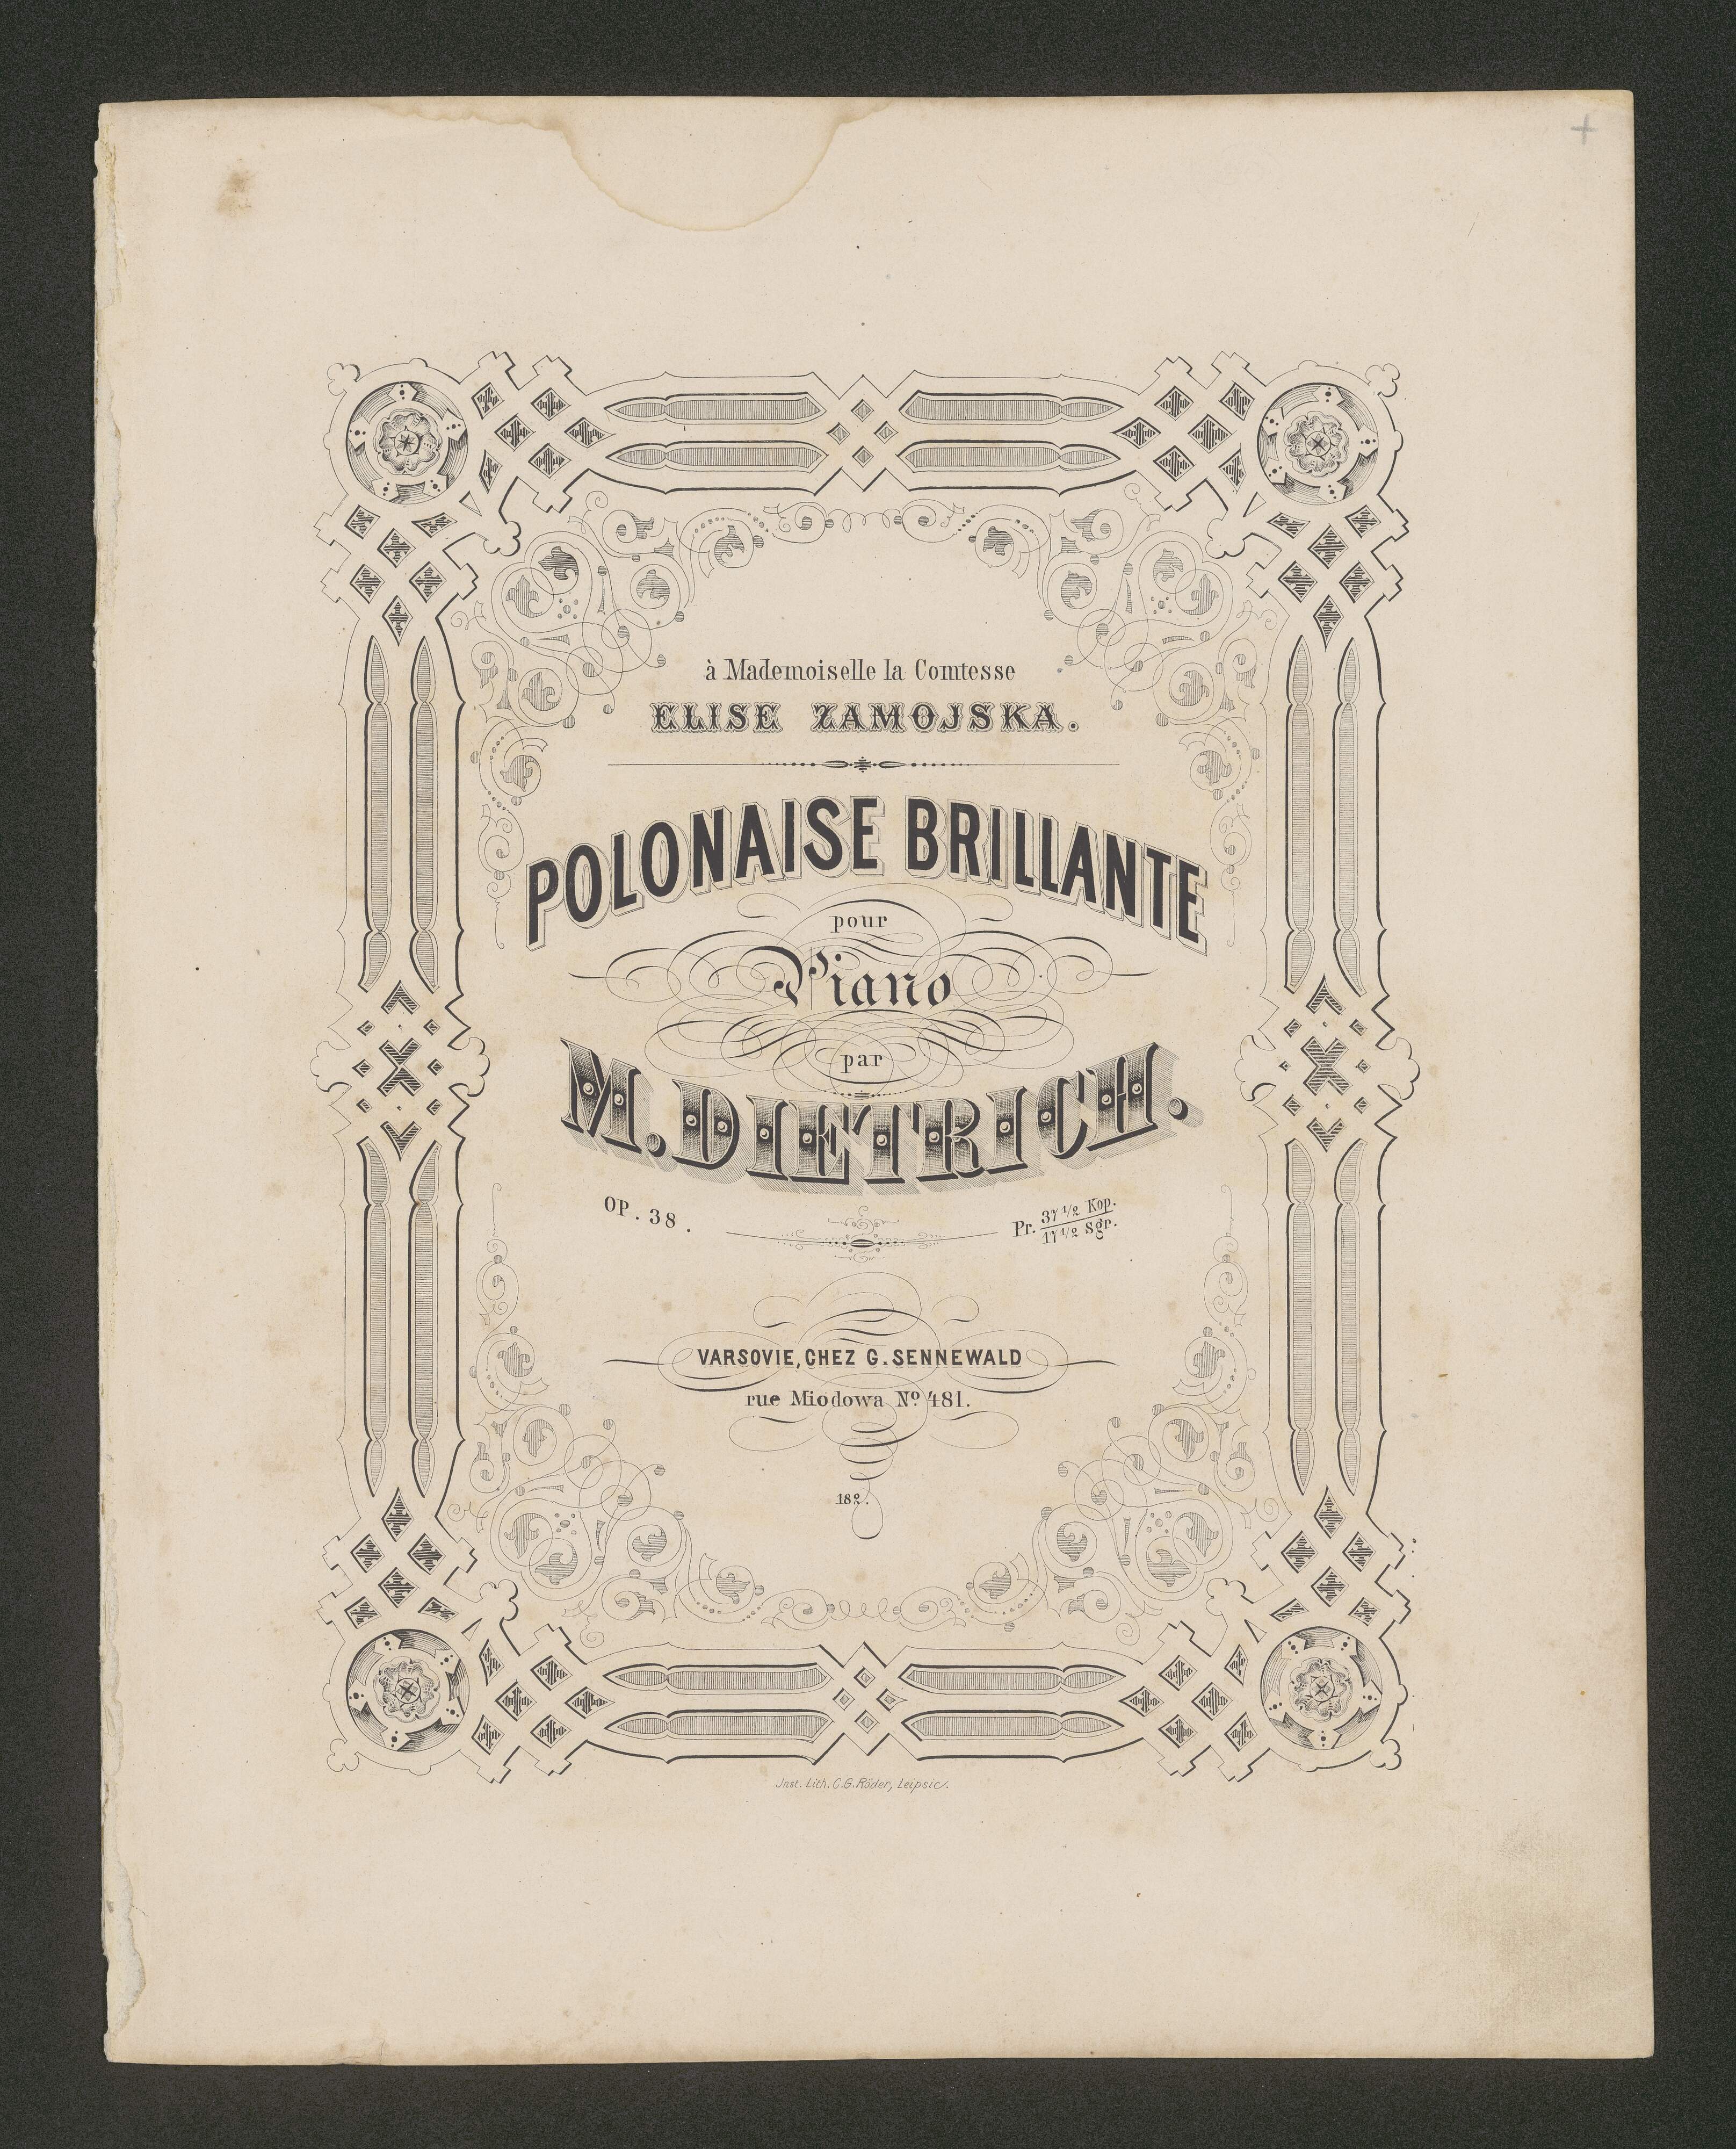 à Mademoiselle la Comtesse
ELISE ZAMOJSKA.
POLONAISE BRILLANTE
pour
Piano
par
M. DIETRICH.
OP. 38.
Pr. 37 1/2 Kop.
17 1/2 Sgr.
VARSOVIE, CHEZ G. SENNEWALD
rue Miodowa No. 481.
182.
Inst. Lith. C. G. Röder, Leipsic.